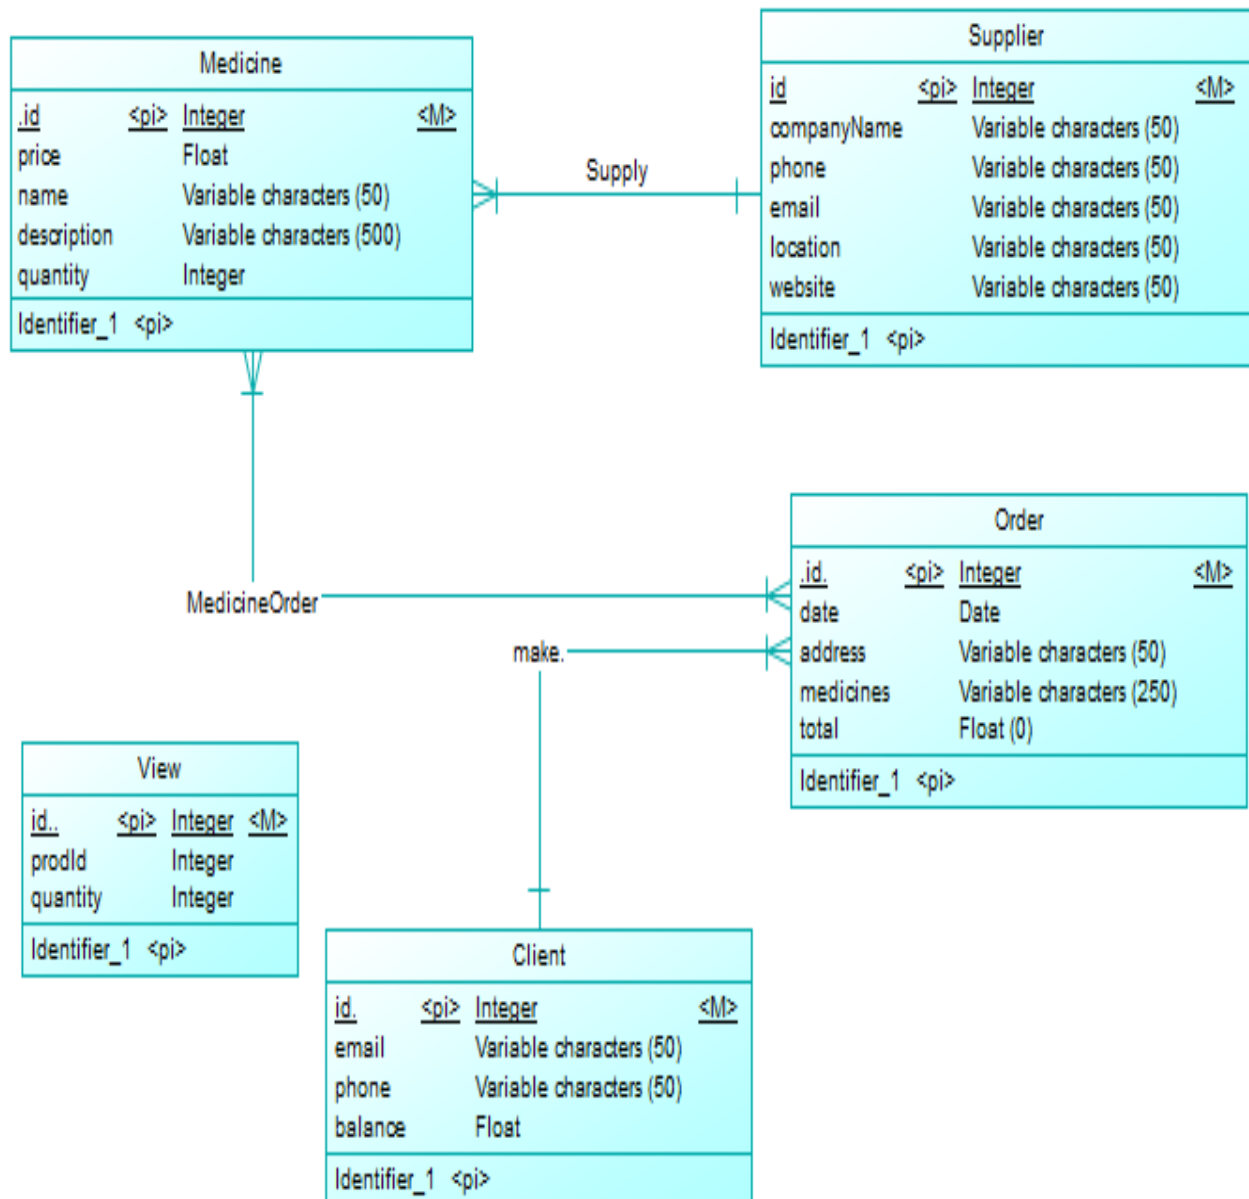 Medicine
.id <pi> Integer <M>
price Float
name Variable characters (50)
description Variable characters (500)
quantity Integer
Identifier_1 <pi>
Supply
Supplier
id <pi> Integer <M>
companyName Variable characters (50)
phone Variable characters (50)
email Variable characters (50)
location Variable characters (50)
website Variable characters (50)
Identifier_1 <pi>
MedicineOrder
make.
Order
.id. <pi> Integer <M>
date Date
address Variable characters (50)
medicines Variable characters (250)
total Float (0)
Identifier_1 <pi>
View
id.. <pi> Integer <M>
prodId Integer
quantity Integer
Identifier_1 <pi>
Client
id. <pi> Integer <M>
email Variable characters (50)
phone Variable characters (50)
balance Float
Identifier_1 <pi>